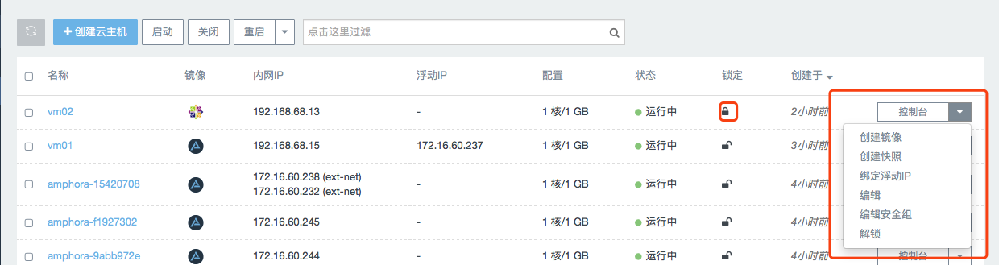 创建云主机 启动 关闭 重启 点击这里过滤
名称 镜像 内网IP 浮动IP 配置 状态 锁定 创建于
vm02 192.168.68.13 - 1 核/1 GB 运行中 2小时前 控制台
vm01 192.168.68.15 172.16.60.237 1 核/1 GB 运行中 3小时前
amphora-15420708 172.16.60.238 (ext-net) - 1 核/1 GB 运行中 4小时前
172.16.60.232 (ext-net)
amphora-f1927302 172.16.60.245 - 1 核/1 GB 运行中 4小时前
amphora-9abb972e 172.16.60.244 - 1 核/1 GB 运行中 4小时前 控制台
创建镜像
创建快照
绑定浮动IP
编辑
编辑安全组
解锁